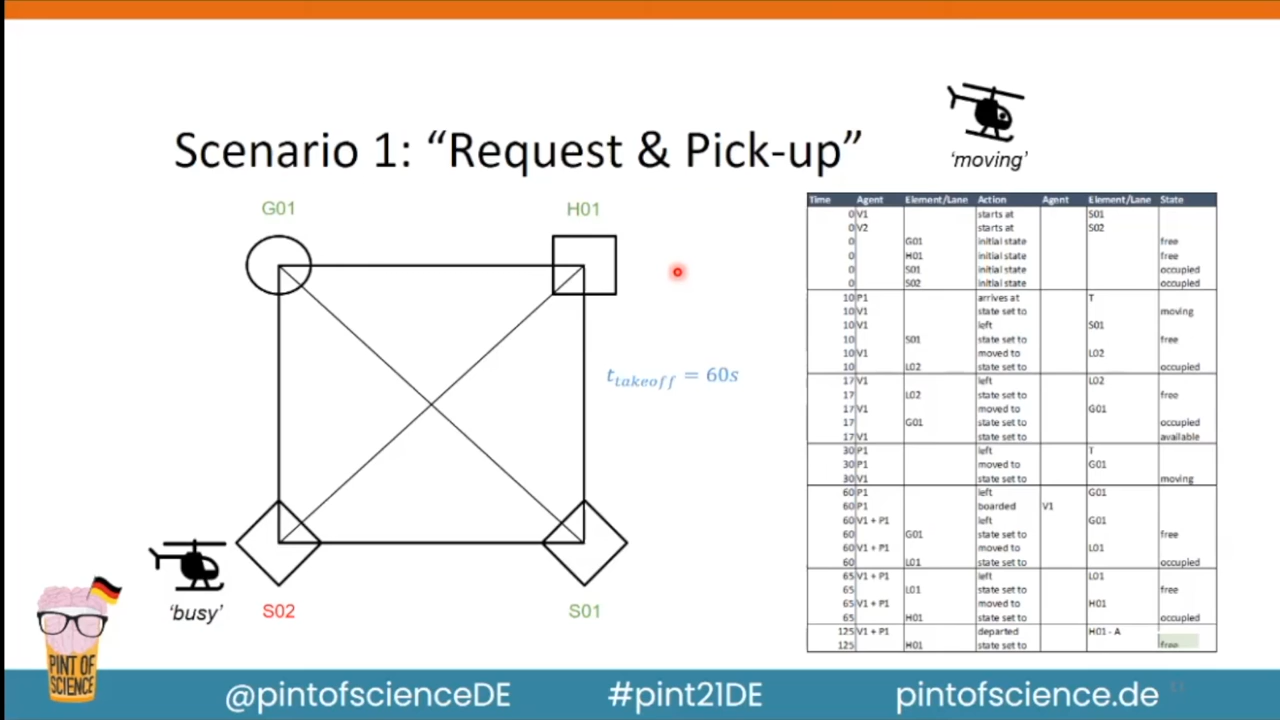 Scenario 1: “Request & Pick-up”
‘moving’
G01
H01
t_takeoff = 60s
‘busy’
S02
S01
Time Agent Element/Lane Action Agent Element/Lane State
0 V1 starts at S01
0 V2 starts at S02
0 G01 initial state free
0 H01 initial state free
0 S01 initial state occupied
0 S02 initial state occupied
10 P1 arrives at T
10 V1 state set to moving
10 V1 left S01
10 S01 state set to free
10 V1 moved to L02
10 L02 state set to occupied
17 V1 left L02
17 L02 state set to free
17 V1 moved to G01
17 G01 state set to occupied
17 V1 state set to available
30 P1 left T
30 P1 moved to G01
30 V1 state set to moving
60 P1 left G01
60 P1 boarded V1
60 V1 + P1 left G01
60 G01 state set to free
60 V1 + P1 moved to L01
60 L01 state set to occupied
65 V1 + P1 left L01
65 L01 state set to free
65 V1 + P1 moved to H01
65 H01 state set to occupied
125 V1 + P1 departed H01 - A
125 H01 state set to free
PINT OF
SCIENCE
@pintofscienceDE #pint21DE pintofscience.de